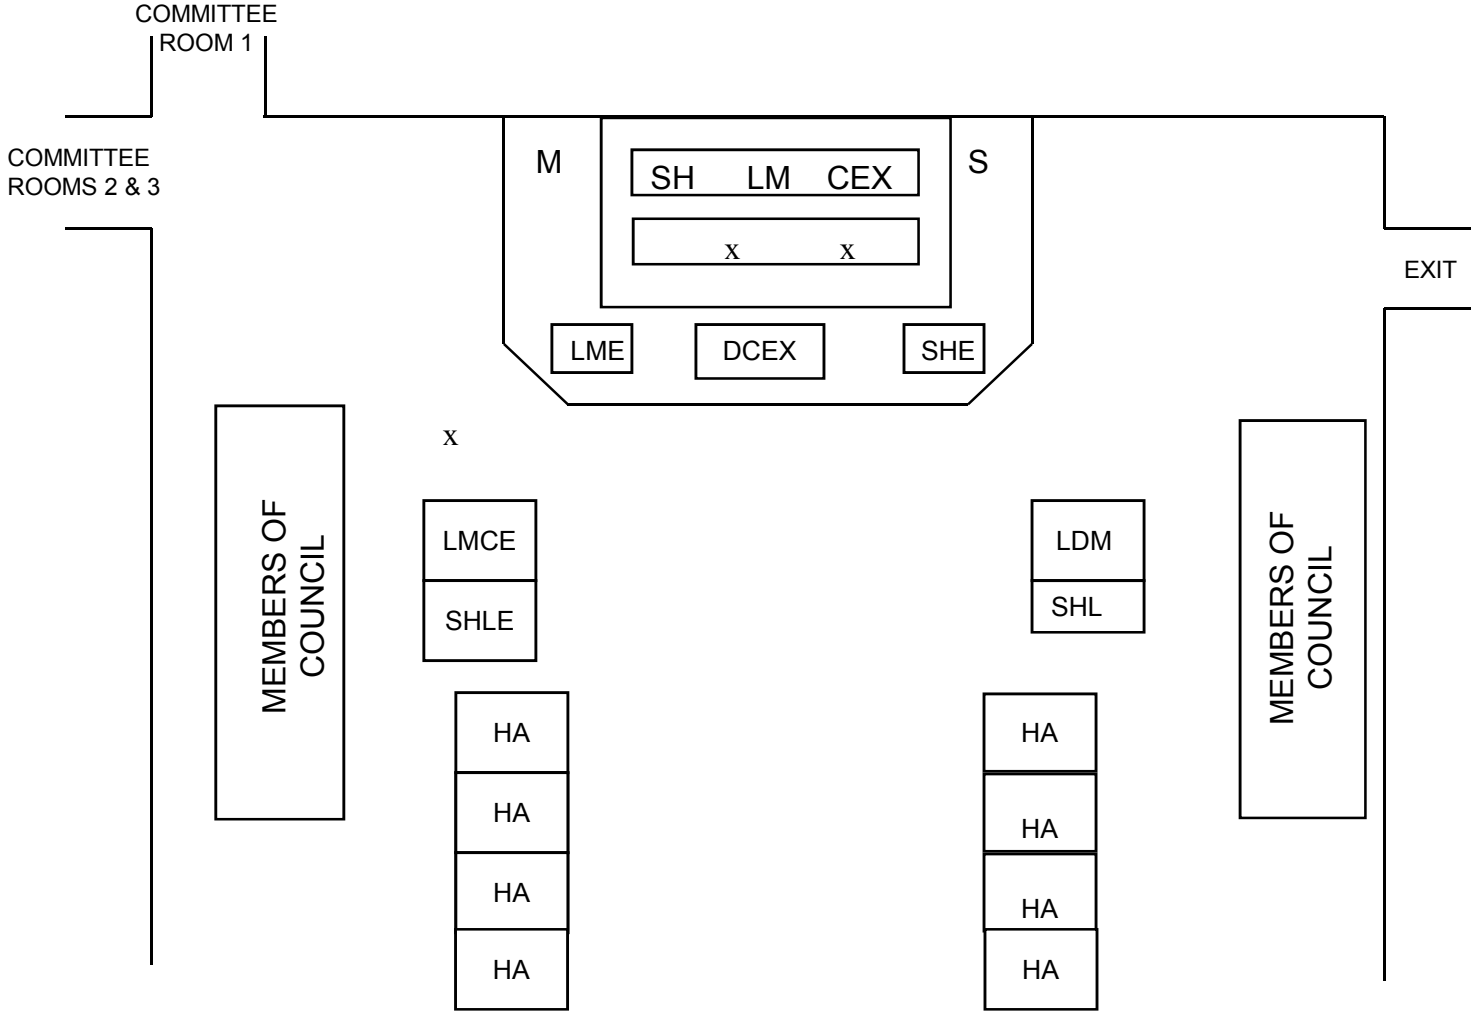 COMMITTEE
ROOM 1
COMMITTEE
ROOMS 2 & 3
M
SH LM CEX
S
x x
EXIT
LME
DCEX
SHE
x
MEMBERS OF
COUNCIL
LMCE
SHLE
LDM
SHL
MEMBERS OF
COUNCIL
HA
HA
HA
HA
HA
HA
HA
HA